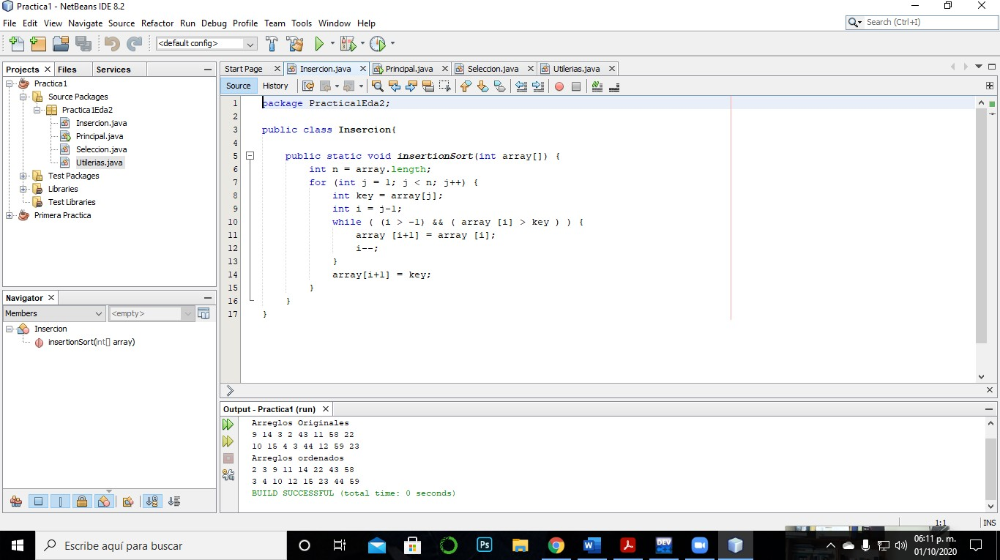 Practica1 - NetBeans IDE 8.2
File Edit View Navigate Source Refactor Run Debug Profile Team Tools Window Help
Search (Ctrl+I)
<default config>
Projects Files Services
Practica1
Source Packages
Practica1Eda2
Insercion.java
Principal.java
Seleccion.java
Utilerias.java
Test Packages
Libraries
Test Libraries
Primera Practica
Navigator
Members <empty>
Insercion
insertionSort(int[] array)
Start Page Insercion.java Principal.java Seleccion.java Utilerias.java
Source History
1 package Practica1Eda2;
2
3 public class Insercion{
4
5 public static void insertionSort(int array[]) {
6 int n = array.length;
7 for (int j = 1; j < n; j++) {
8 int key = array[j];
9 int i = j-1;
10 while ( (i > -1) && ( array [i] > key ) ) {
11 array [i+1] = array [i];
12 i--;
13 }
14 array[i+1] = key;
15 }
16 }
17 }
Output - Practica1 (run)
Arreglos Originales
9 14 3 2 43 11 58 22
10 15 4 3 44 12 59 23
Arreglos ordenados
2 3 9 11 14 22 43 58
3 4 10 12 15 23 44 59
BUILD SUCCESSFUL (total time: 0 seconds)
1:1 INS
Escribe aquí para buscar
Ps
W
DEV
06:11 p. m.
01/10/2020